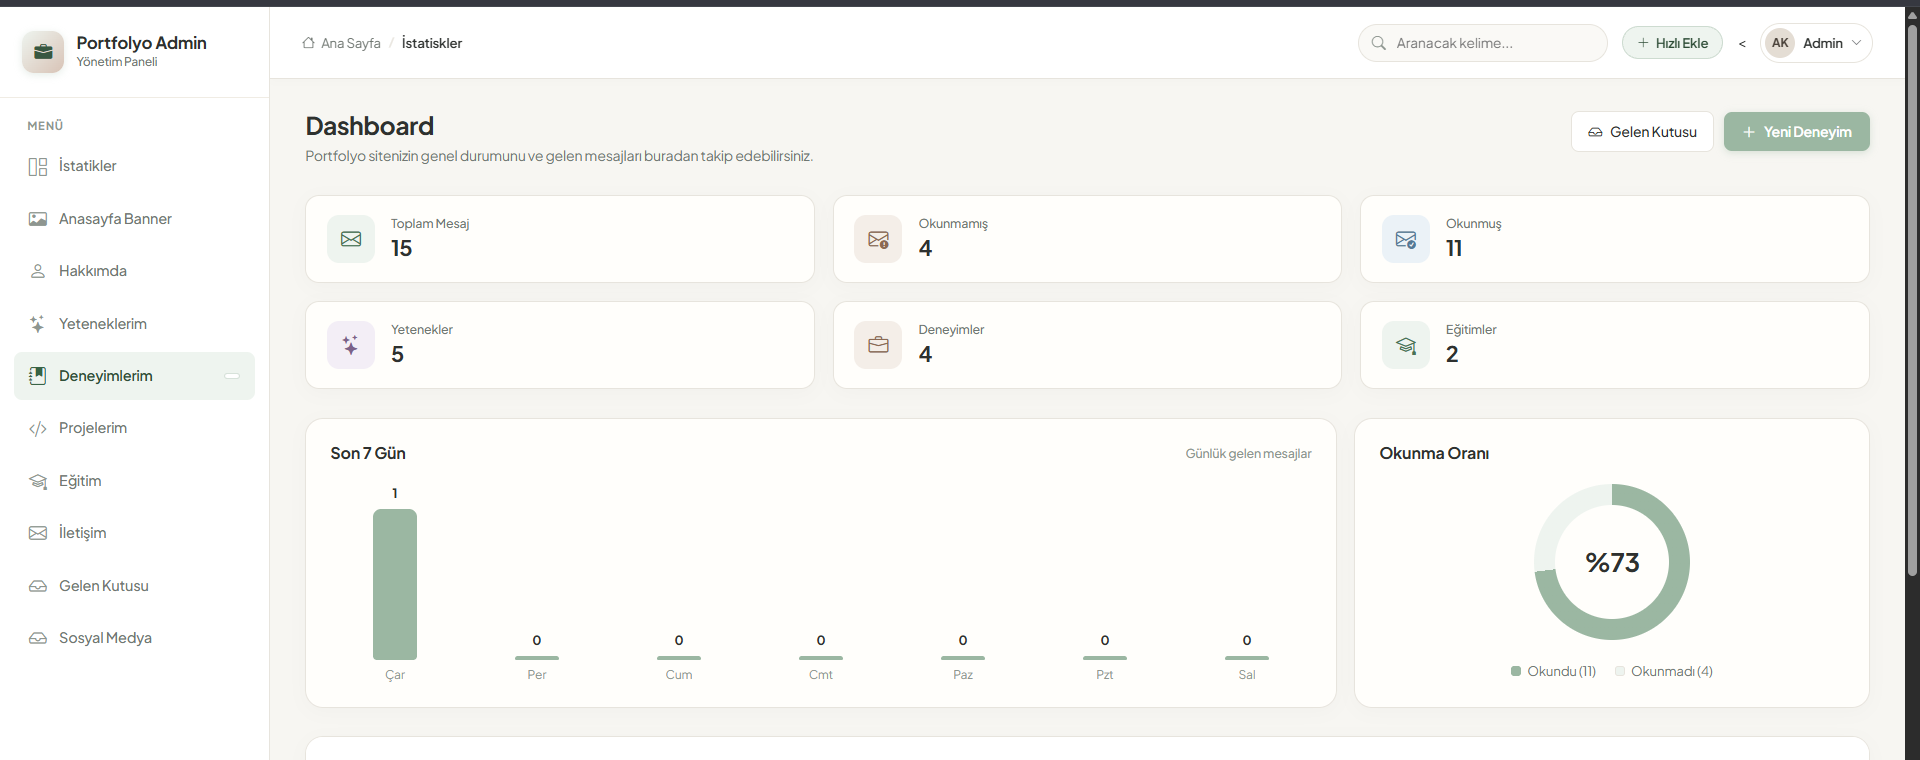 Portfolyo Admin
Yönetim Paneli
Ana Sayfa / İstatiskler
Aranacak kelime...
+ Hızlı Ekle
<
AK Admin
MENÜ
İstatikler
Anasayfa Banner
Hakkımda
Yeteneklerim
Deneyimlerim
Projelerim
Eğitim
İletişim
Gelen Kutusu
Sosyal Medya
Dashboard
Portfolyo sitenizin genel durumunu ve gelen mesajları buradan takip edebilirsiniz.
Gelen Kutusu
+ Yeni Deneyim
Toplam Mesaj
15
Okunmamış
4
Okunmuş
11
Yetenekler
5
Deneyimler
4
Eğitimler
2
Son 7 Gün
Günlük gelen mesajlar
1
0
0
0
0
0
0
Çar
Per
Cum
Cmt
Paz
Pzt
Sal
Okunma Oranı
%73
Okundu (11)
Okunmadı (4)